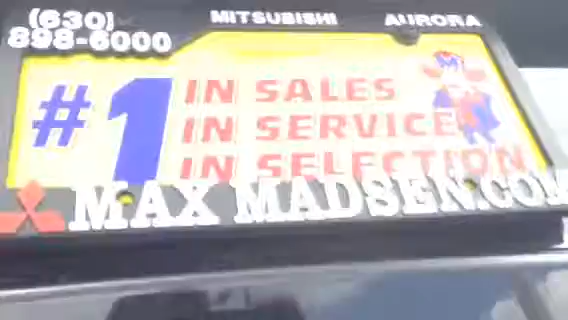 (630) 898-6000
MITSUBISHI AURORA
#1
IN SALES
IN SERVICE
IN SELECTION
M
MAX MADSEN.COM